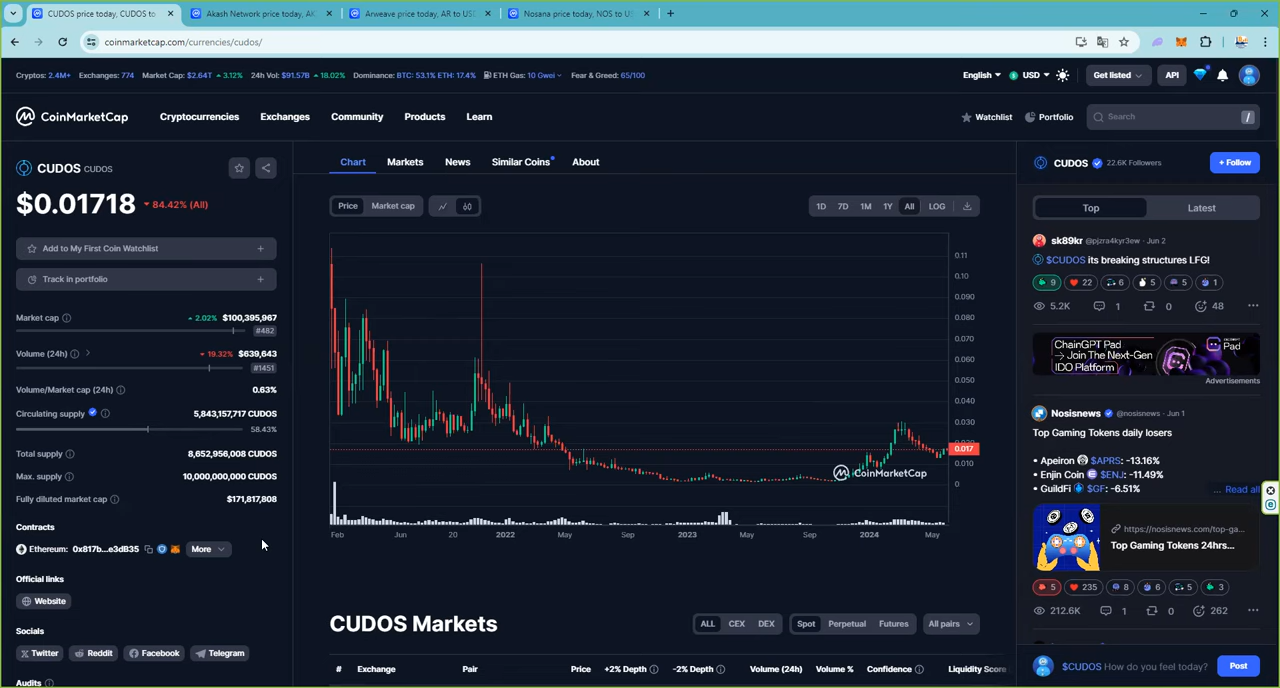 CUDOS price today, CUDOS to
Akash Network price today, AK
Arweave price today, AR to USD
Nosana price today, NOS to US
coinmarketcap.com/currencies/cudos/
Cryptos: 2.4M+ Exchanges: 774 Market Cap: $2.64T 3.12% 24h Vol: $91.57B 18.02% Dominance: BTC: 53.1% ETH: 17.4% ETH Gas: 10 Gwei Fear & Greed: 65/100
English USD Get listed API
CoinMarketCap Cryptocurrencies Exchanges Community Products Learn Watchlist Portfolio Search /
CUDOS CUDOS
$0.01718 84.42% (All)
Add to My First Coin Watchlist
Track in portfolio
Market cap 2.02% $100,395,967
#482
Volume (24h) 19.32% $639,643
#1451
Volume/Market cap (24h) 0.63%
Circulating supply 5,843,157,717 CUDOS
58.43%
Total supply 8,652,956,008 CUDOS
Max. supply 10,000,000,000 CUDOS
Fully diluted market cap $171,817,808
Contracts
Ethereum: 0x817b...e3dB35 More
Official links
Website
Socials
Twitter Reddit Facebook Telegram
Audits
Chart Markets News Similar Coins About
Price Market cap 1D 7D 1M 1Y All LOG
0.11
0.10
0.090
0.080
0.070
0.060
0.050
0.040
0.030
0.020
0.017
0.010
0
CoinMarketCap
Feb Jun 20 2022 May Sep 2023 May Sep 2024 May
CUDOS Markets
ALL CEX DEX Spot Perpetual Futures All pairs
# Exchange Pair Price +2% Depth -2% Depth Volume (24h) Volume % Confidence Liquidity Score
CUDOS 22.6K Followers + Follow
Top Latest
sk89kr @pjzra4kyr3ew · Jun 2
$CUDOS its breaking structures LFG!
9 22 6 5 5 1
5.2K 1 0 48
ChainGPT Pad
→ Join The Next-Gen
IDO Platform
Pad
Advertisements
Nosisnews @nosisnews · Jun 1
Top Gaming Tokens daily losers
• Apeiron $APRS: -13.16%
• Enjin Coin $ENJ: -11.49%
• GuildFi $GF: -6.51% ... Read all
https://nosisnews.com/top-ga...
Top Gaming Tokens 24hrs...
5 235 8 6 5 3
212.6K 1 0 262
$CUDOS How do you feel today? Post